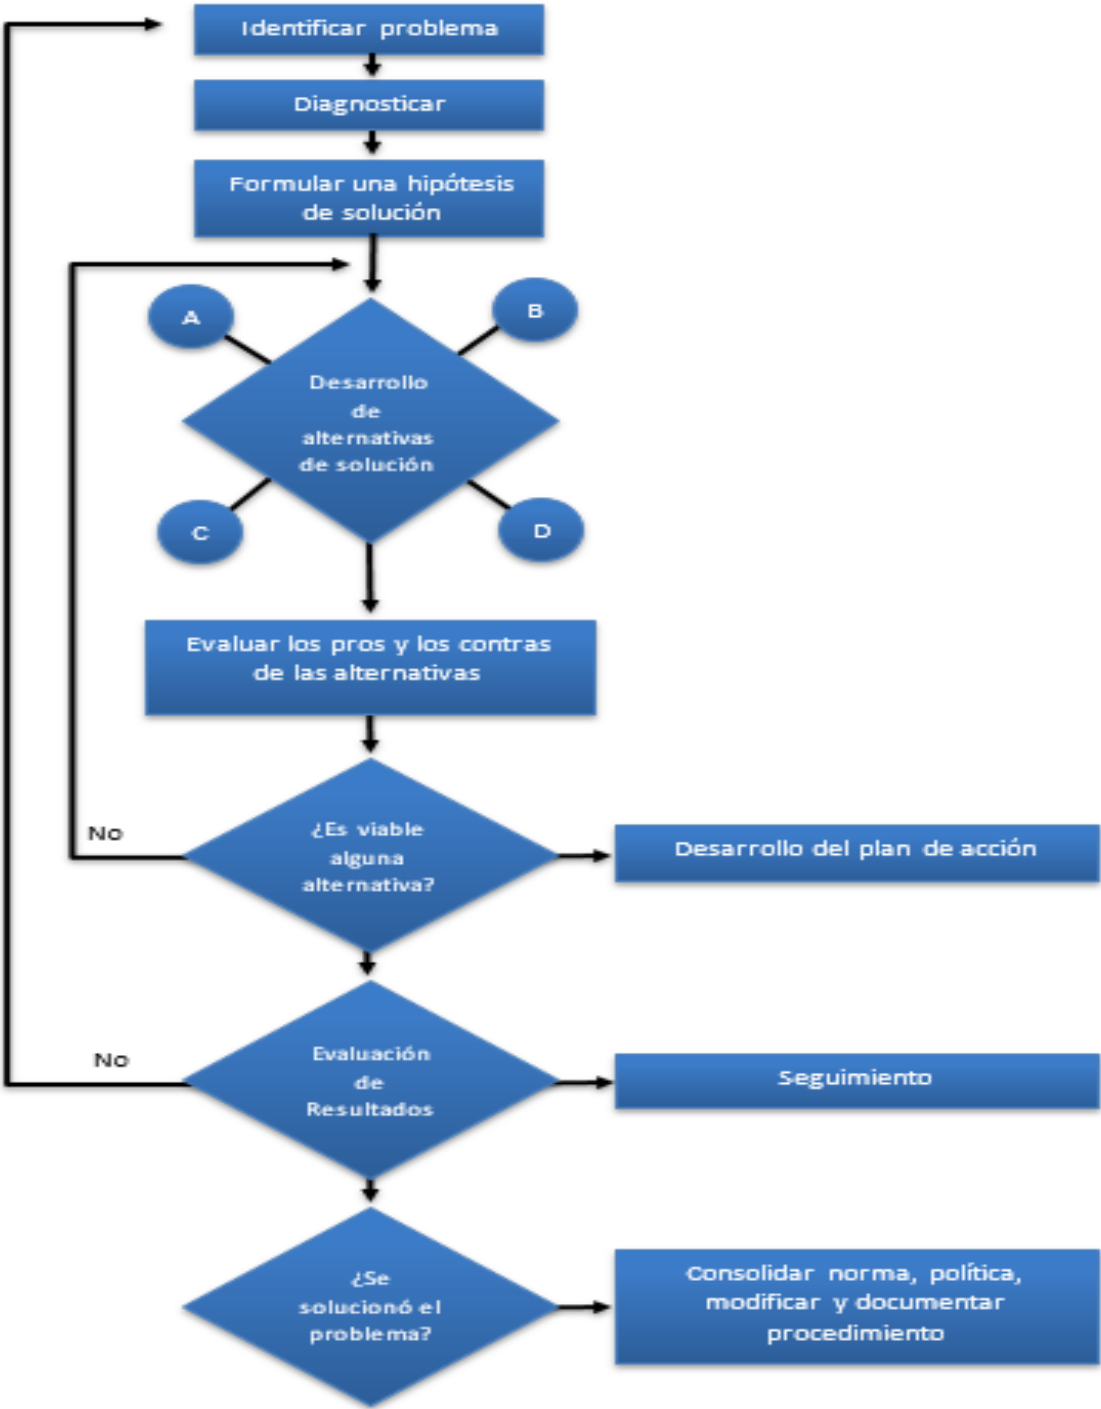 Identificar problema
Diagnosticar
Formular una hipótesis
de solución
A
B
Desarrollo
de
alternativas
de solución
C
D
Evaluar los pros y los contras
de las alternativas
No
¿Es viable
alguna
alternativa?
Desarrollo del plan de acción
No
Evaluación
de
Resultados
Seguimiento
¿Se
solucionó el
problema?
Consolidar norma, política,
modificar y documentar
procedimiento